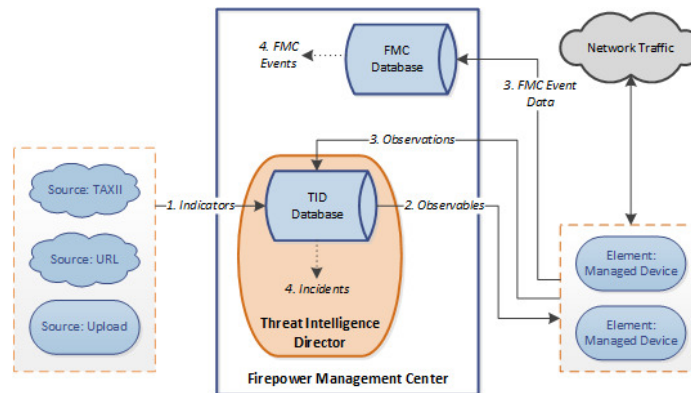 4. FMC
Events
FMC
Database
Network Traffic
3. FMC Event
Data
3. Observations
Source: TAXII
1. Indicators
TID
Database
2. Observables
Source: URL
Element:
Managed Device
4. Incidents
Source: Upload
Threat Intelligence
Director
Element:
Managed Device
Firepower Management Center